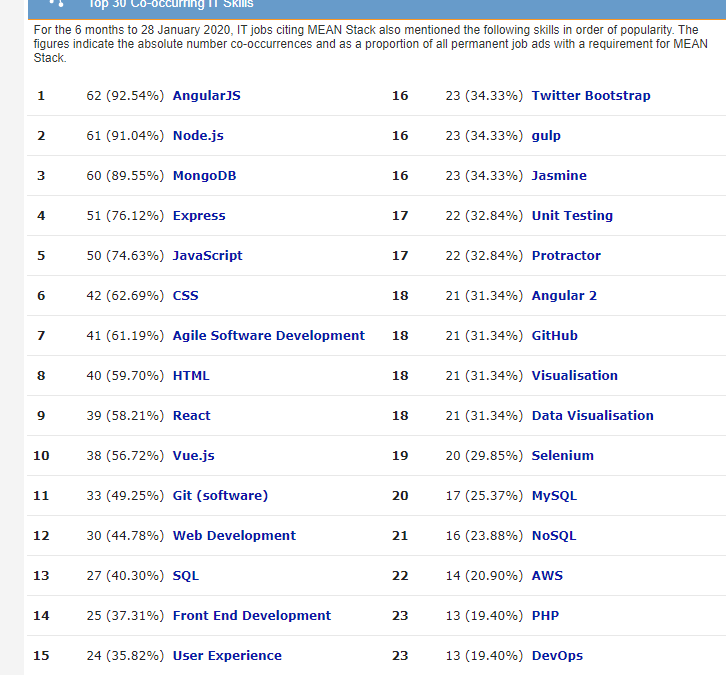 Top 30 Co-occurring IT Skills
For the 6 months to 28 January 2020, IT jobs citing MEAN Stack also mentioned the following skills in order of popularity. The
figures indicate the absolute number co-occurrences and as a proportion of all permanent job ads with a requirement for MEAN
Stack.
1 62 (92.54%) AngularJS
2 61 (91.04%) Node.js
3 60 (89.55%) MongoDB
4 51 (76.12%) Express
5 50 (74.63%) JavaScript
6 42 (62.69%) CSS
7 41 (61.19%) Agile Software Development
8 40 (59.70%) HTML
9 39 (58.21%) React
10 38 (56.72%) Vue.js
11 33 (49.25%) Git (software)
12 30 (44.78%) Web Development
13 27 (40.30%) SQL
14 25 (37.31%) Front End Development
15 24 (35.82%) User Experience
16 23 (34.33%) Twitter Bootstrap
16 23 (34.33%) gulp
16 23 (34.33%) Jasmine
17 22 (32.84%) Unit Testing
17 22 (32.84%) Protractor
18 21 (31.34%) Angular 2
18 21 (31.34%) GitHub
18 21 (31.34%) Visualisation
18 21 (31.34%) Data Visualisation
19 20 (29.85%) Selenium
20 17 (25.37%) MySQL
21 16 (23.88%) NoSQL
22 14 (20.90%) AWS
23 13 (19.40%) PHP
23 13 (19.40%) DevOps